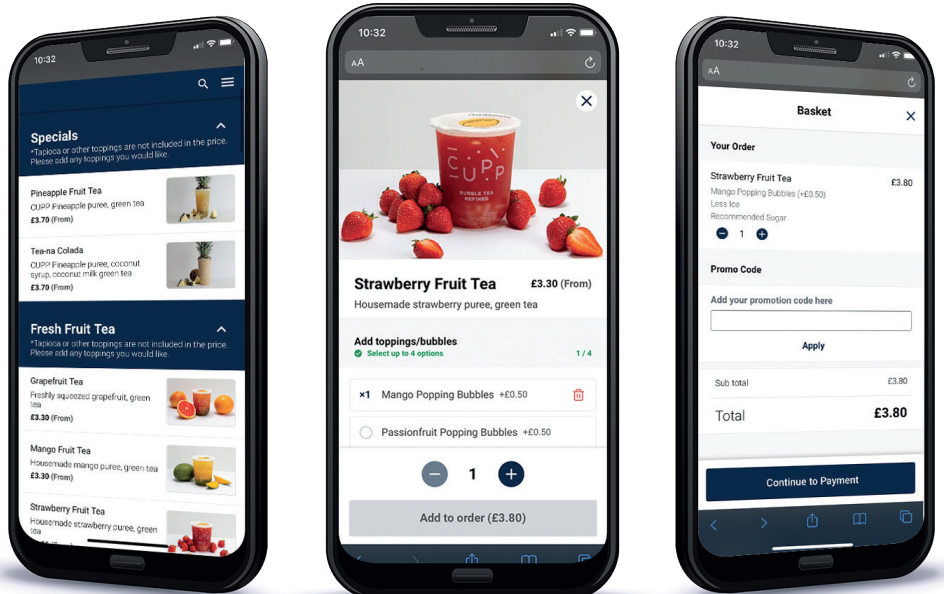 10:32
Specials
*Tapioca or other toppings are not included in the price.
Please add any toppings you would like.
Pineapple Fruit Tea
CUPP Pineapple puree, green tea
£3.70 (From)
Tea-na Colada
CUPP Pineapple puree, coconut
syrup, coconut milk green tea
£3.70 (From)
Fresh Fruit Tea
*Tapioca or other toppings are not included in the price.
Please add any toppings you would like.
Grapefruit Tea
Freshly squeezed grapefruit, green
tea
£3.30 (From)
Mango Fruit Tea
Housemade mango puree, green tea
£3.30 (From)
Strawberry Fruit Tea
Housemade strawberry puree, green
tea
10:32
AA
CUPP
BUBBLE TEA
REFINED
Strawberry Fruit Tea £3.30 (From)
Housemade strawberry puree, green tea
Add toppings/bubbles
Select up to 4 options 1 / 4
×1 Mango Popping Bubbles +£0.50
Passionfruit Popping Bubbles +£0.50
1
Add to order (£3.80)
10:32
AA
Basket
Your Order
Strawberry Fruit Tea £3.80
Mango Popping Bubbles (+£0.50)
Less Ice
Recommended Sugar
1
Promo Code
Add your promotion code here
Apply
Sub total £3.80
Total £3.80
Continue to Payment